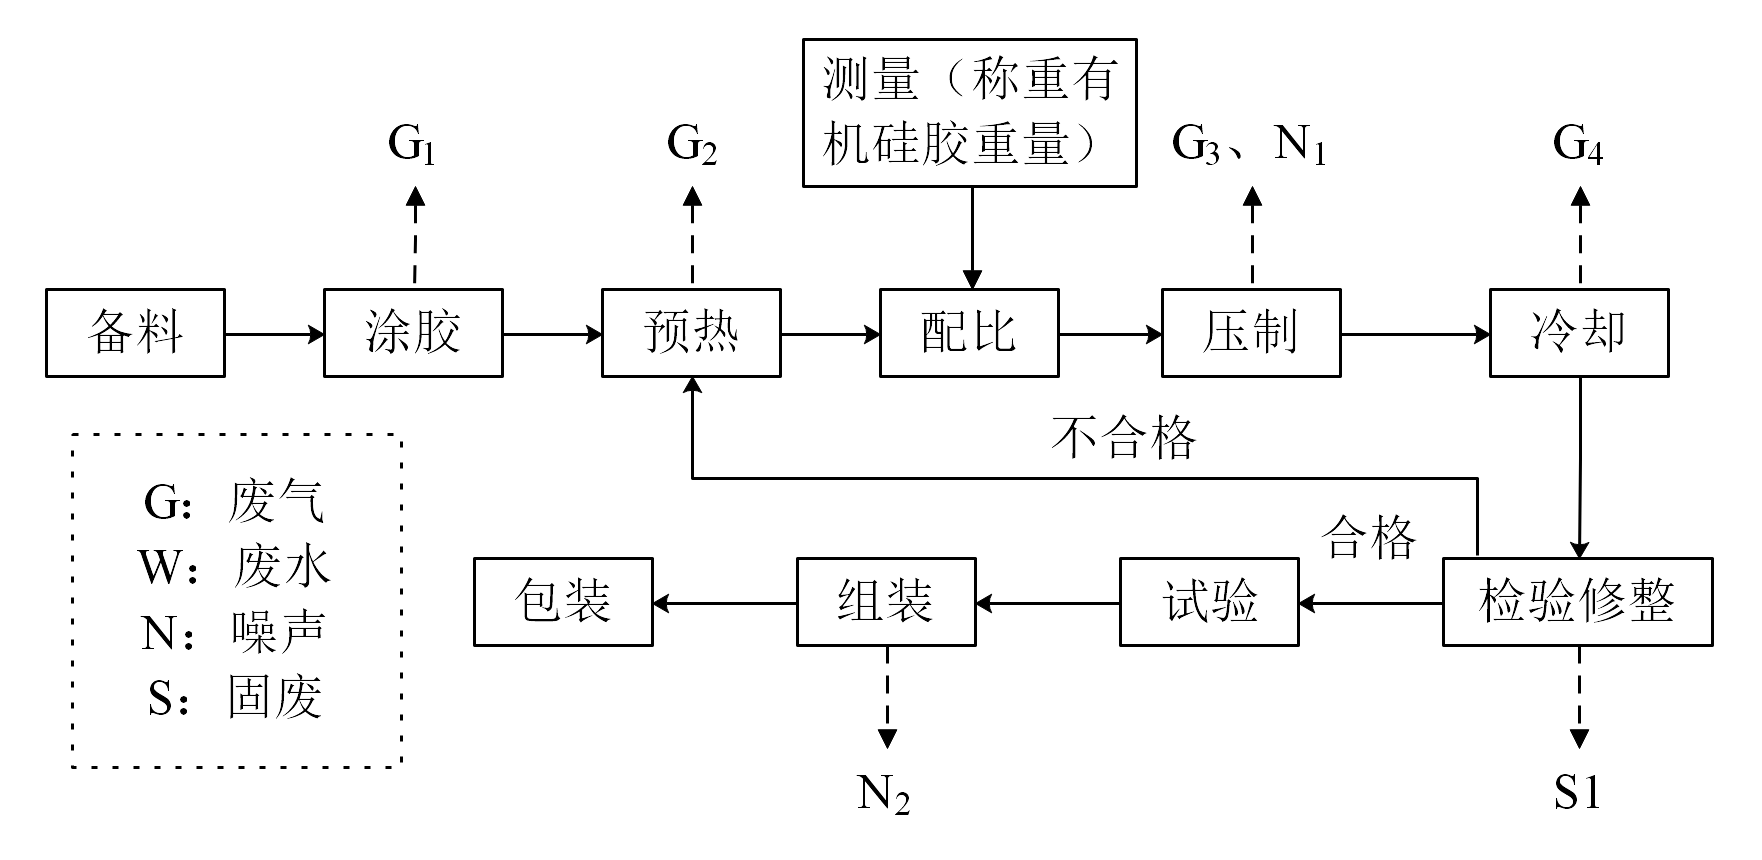 测量（称重有
机硅胶重量）
G1
G2
G3、N1
G4
备料
涂胶
预热
配比
压制
冷却
不合格
合格
G：废气
W：废水
N：噪声
S：固废
包装
组装
试验
检验修整
N2
S1